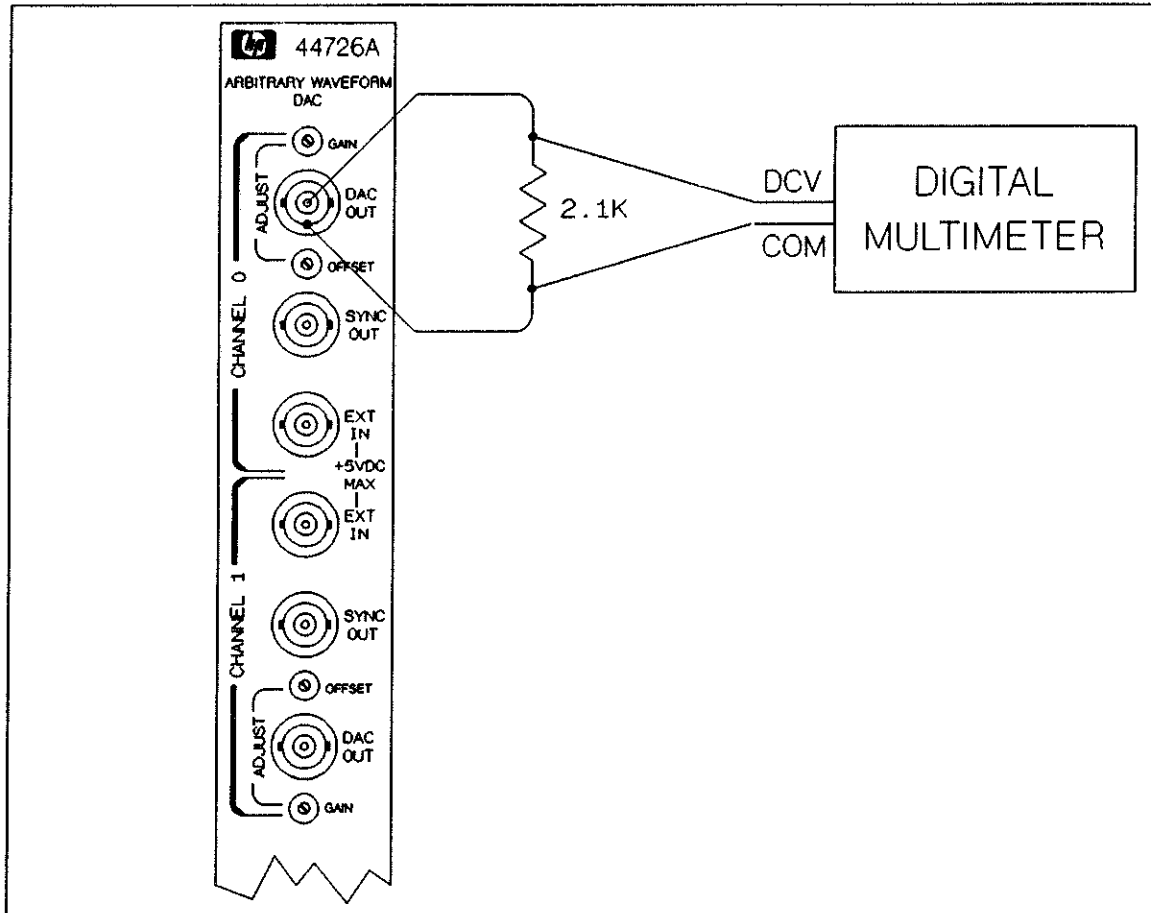 hp 44726A
ARBITRARY WAVEFORM
DAC
GAIN
ADJUST
DAC
OUT
OFFSET
CHANNEL 0
SYNC
OUT
EXT
IN
+5VDC
MAX
EXT
IN
CHANNEL 1
SYNC
OUT
OFFSET
ADJUST
DAC
OUT
GAIN
2.1K
DCV
COM
DIGITAL
MULTIMETER